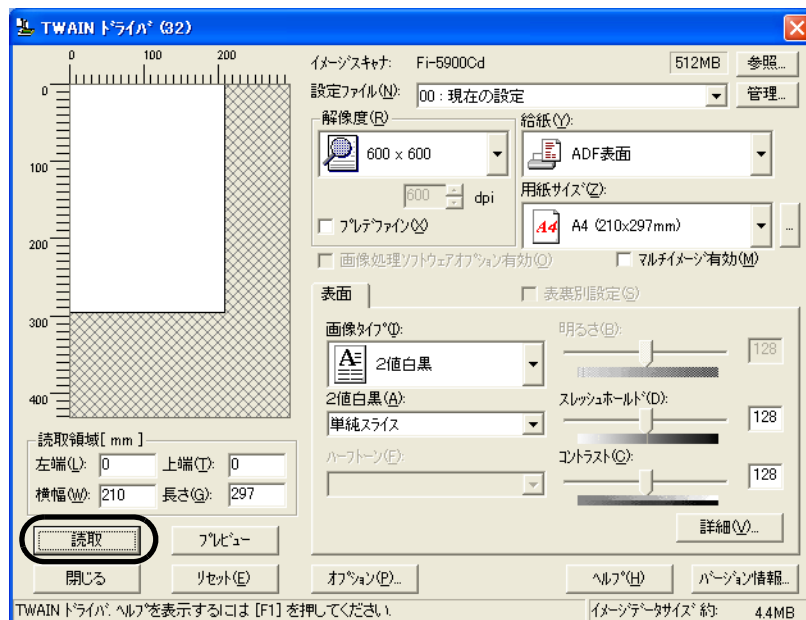 TWAIN ﾄﾞﾗｲﾊﾞ (32)
0 100 200
0
100
200
300
400
ｲﾒｰｼﾞｽｷｬﾅ: Fi-5900Cd 512MB 参照...
設定ファイル(N): 00 : 現在の設定 管理...
解像度(R)
600 × 600
600 dpi
ﾌﾟﾚﾃﾞﾌｧｲﾝ(X)
給紙(Y):
ADF表面
用紙ｻｲｽﾞ(Z):
A4 A4 (210x297mm) ...
画像処理ｿﾌﾄｳｪｱｵﾌﾟｼｮﾝ有効(O) ﾏﾙﾁｲﾒｰｼﾞ有効(M)
表面 表裏別設定(S)
画像ﾀｲﾌﾟ(I):
2値白黒
2値白黒(A):
単純ｽﾗｲｽ
ﾊｰﾌﾄｰﾝ(F):
明るさ(B):
128
ｽﾚｯｼｭﾎｰﾙﾄﾞ(D):
128
ｺﾝﾄﾗｽﾄ(C):
128
詳細(V)...
読取領域[ mm ]
左端(L): 0 上端(T): 0
横幅(W): 210 長さ(G): 297
読取 ﾌﾟﾚﾋﾞｭｰ
閉じる ﾘｾｯﾄ(E) ｵﾌﾟｼｮﾝ(P)... ﾍﾙﾌﾟ(H) ﾊﾞｰｼﾞｮﾝ情報...
TWAIN ﾄﾞﾗｲﾊﾞ. ﾍﾙﾌﾟを表示するには [F1] を押してください. ｲﾒｰｼﾞﾃﾞｰﾀｻｲｽﾞ 約: 4.4MB